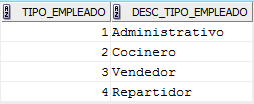 TIPO_EMPLEADO DESC_TIPO_EMPLEADO
1 Administrativo
2 Cocinero
3 Vendedor
4 Repartidor